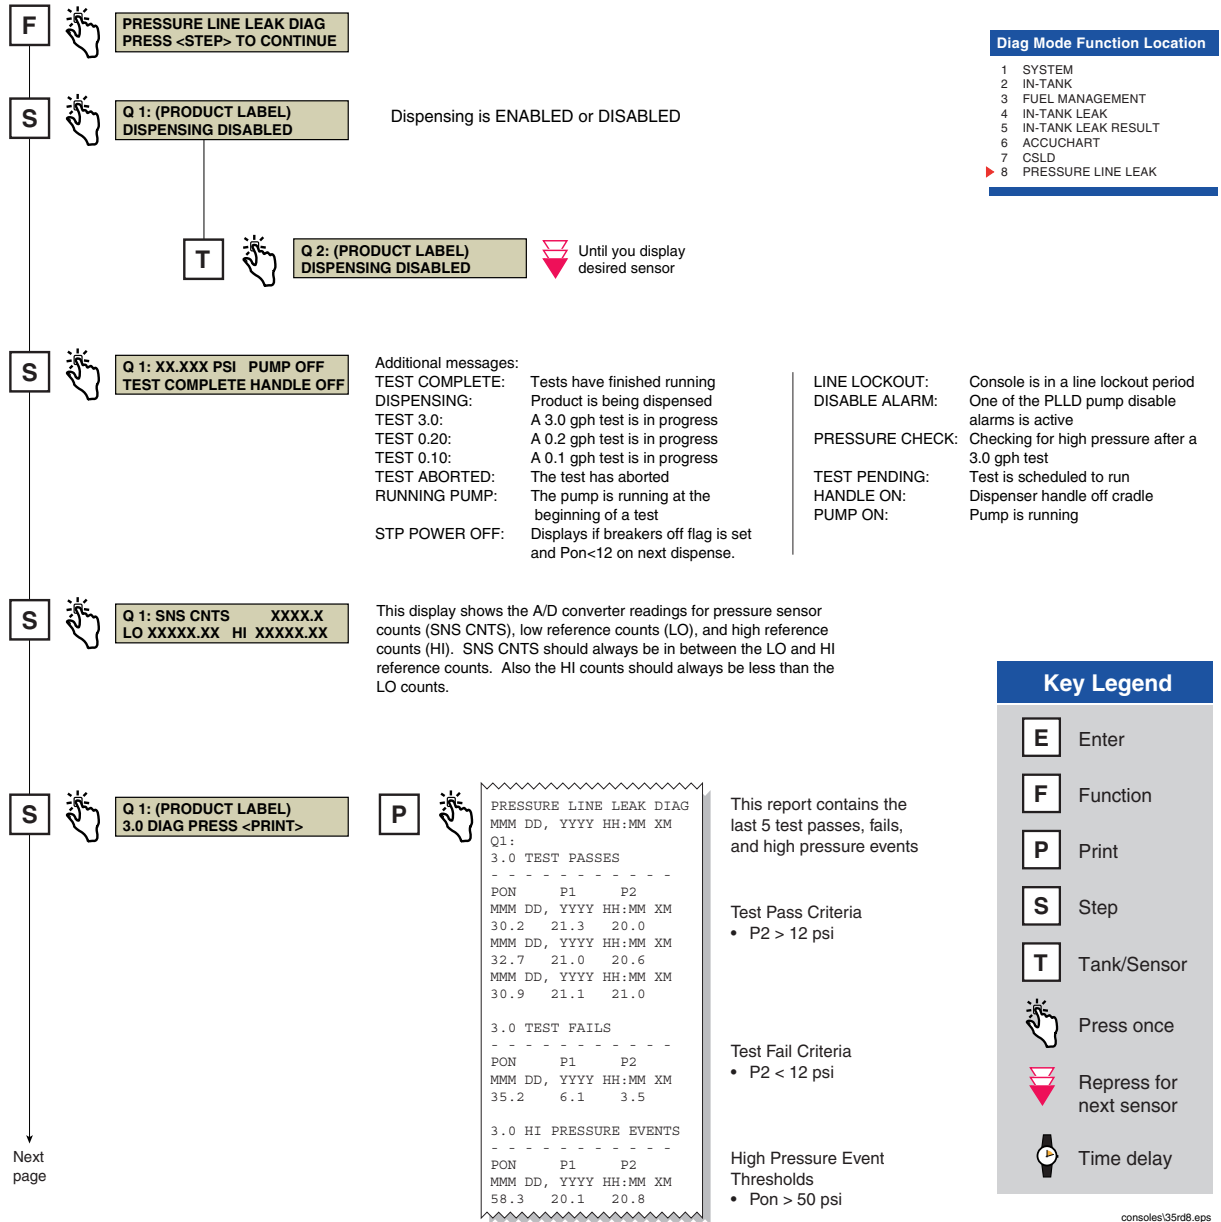 F
PRESSURE LINE LEAK DIAG
PRESS <STEP> TO CONTINUE
Diag Mode Function Location
1 SYSTEM
2 IN-TANK
3 FUEL MANAGEMENT
4 IN-TANK LEAK
5 IN-TANK LEAK RESULT
6 ACCUCHART
7 CSLD
8 PRESSURE LINE LEAK
S
Q 1: (PRODUCT LABEL)
DISPENSING DISABLED
Dispensing is ENABLED or DISABLED
T
Q 2: (PRODUCT LABEL)
DISPENSING DISABLED
Until you display
desired sensor
S
Q 1: XX.XXX PSI PUMP OFF
TEST COMPLETE HANDLE OFF
Additional messages:
TEST COMPLETE: Tests have finished running
DISPENSING: Product is being dispensed
TEST 3.0: A 3.0 gph test is in progress
TEST 0.20: A 0.2 gph test is in progress
TEST 0.10: A 0.1 gph test is in progress
TEST ABORTED: The test has aborted
RUNNING PUMP: The pump is running at the
beginning of a test
STP POWER OFF: Displays if breakers off flag is set
and Pon<12 on next dispense.
LINE LOCKOUT: Console is in a line lockout period
DISABLE ALARM: One of the PLLD pump disable
alarms is active
PRESSURE CHECK: Checking for high pressure after a
3.0 gph test
TEST PENDING: Test is scheduled to run
HANDLE ON: Dispenser handle off cradle
PUMP ON: Pump is running
S
Q 1: SNS CNTS XXXX.X
LO XXXXX.XX HI XXXXX.XX
This display shows the A/D converter readings for pressure sensor
counts (SNS CNTS), low reference counts (LO), and high reference
counts (HI). SNS CNTS should always be in between the LO and HI
reference counts. Also the HI counts should always be less than the
LO counts.
S
Q 1: (PRODUCT LABEL)
3.0 DIAG PRESS <PRINT>
P
PRESSURE LINE LEAK DIAG
MMM DD, YYYY HH:MM XM
Q1:
3.0 TEST PASSES
- - - - - - - - - - -
PON P1 P2
MMM DD, YYYY HH:MM XM
30.2 21.3 20.0
MMM DD, YYYY HH:MM XM
32.7 21.0 20.6
MMM DD, YYYY HH:MM XM
30.9 21.1 21.0
3.0 TEST FAILS
- - - - - - - - - - -
PON P1 P2
MMM DD, YYYY HH:MM XM
35.2 6.1 3.5
3.0 HI PRESSURE EVENTS
- - - - - - - - - - -
PON P1 P2
MMM DD, YYYY HH:MM XM
58.3 20.1 20.8
This report contains the
last 5 test passes, fails,
and high pressure events
Test Pass Criteria
• P2 > 12 psi
Test Fail Criteria
• P2 < 12 psi
High Pressure Event
Thresholds
• Pon > 50 psi
Next
page
Key Legend
E Enter
F Function
P Print
S Step
T Tank/Sensor
Press once
Repress for
next sensor
Time delay
consoles\35rd8.eps